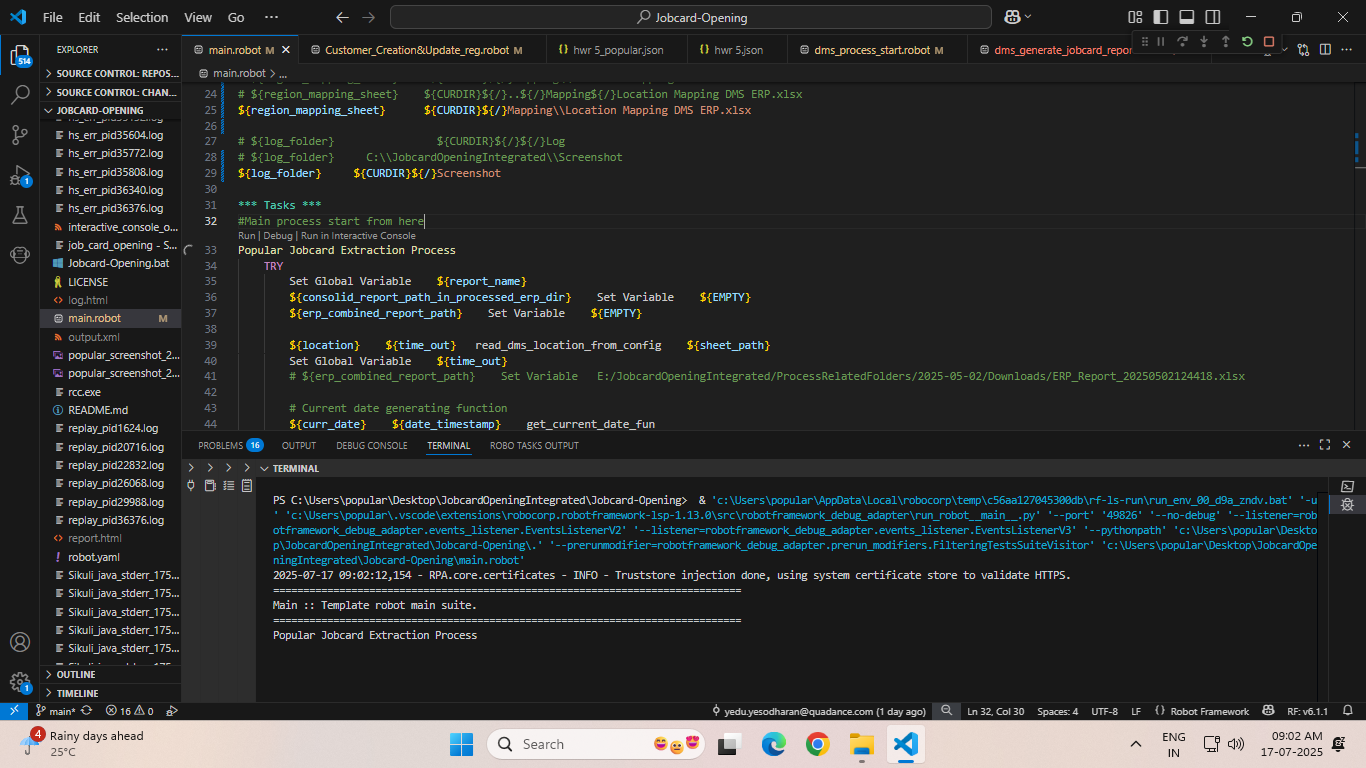 File Edit Selection View Go ···
Jobcard-Opening
EXPLORER ···
main.robot M
Customer_Creation&Update_reg.robot M
hwr 5_popular.json
hwr 5.json
dms_process_start.robot M
dms_generate_jobcard_repor
514
SOURCE CONTROL: REPOS...
SOURCE CONTROL: CHAN...
JOBCARD-OPENING
hs_err_pid35604.log
hs_err_pid35772.log
hs_err_pid35808.log
hs_err_pid36340.log
hs_err_pid36376.log
interactive_console_o...
job_card_opening - S...
Jobcard-Opening.bat
LICENSE
log.html
main.robot M
output.xml
popular_screenshot_2...
popular_screenshot_2...
rcc.exe
README.md
replay_pid1624.log
replay_pid20716.log
replay_pid22832.log
replay_pid26068.log
replay_pid29988.log
replay_pid36376.log
report.html
robot.yaml
Sikuli_java_stderr_175...
Sikuli_java_stderr_175...
Sikuli_java_stderr_175...
Sikuli_java_stderr_175...
Sikuli_java_stderr_175...
OUTLINE
TIMELINE
1
1
main.robot > ...
24 # ${region_mapping_sheet} ${CURDIR}${/}..${/}Mapping${/}Location Mapping DMS ERP.xlsx
25 ${region_mapping_sheet} ${CURDIR}${/}Mapping\\Location Mapping DMS ERP.xlsx
26
27 # ${log_folder} ${CURDIR}${/}${/}Log
28 # ${log_folder} C:\\JobcardOpeningIntegrated\\Screenshot
29 ${log_folder} ${CURDIR}${/}Screenshot
30
31 *** Tasks ***
32 #Main process start from here
Run | Debug | Run in Interactive Console
33 Popular Jobcard Extraction Process
34 TRY
35 Set Global Variable ${report_name}
36 ${consolid_report_path_in_processed_erp_dir} Set Variable ${EMPTY}
37 ${erp_combined_report_path} Set Variable ${EMPTY}
38
39 ${location} ${time_out} read_dms_location_from_config ${sheet_path}
40 Set Global Variable ${time_out}
41 # ${erp_combined_report_path} Set Variable E:/JobcardOpeningIntegrated/ProcessRelatedFolders/2025-05-02/Downloads/ERP_Report_20250502124418.xlsx
42
43 # Current date generating function
44 ${curr_date} ${date_timestamp} get_current_date_fun
PROBLEMS 16 OUTPUT DEBUG CONSOLE TERMINAL ROBO TASKS OUTPUT
TERMINAL
PS C:\Users\popular\Desktop\JobcardOpeningIntegrated\Jobcard-Opening> & 'c:\Users\popular\AppData\Local\robocorp\temp\c56aa127045300db\rf-ls-run\run_env_00_d9a_zndv.bat' '-u
' 'c:\Users\popular\.vscode\extensions\robocorp.robotframework-lsp-1.13.0\src\robotframework_debug_adapter\run_robot__main__.py' '--port' '49826' '--no-debug' '--listener=rob
otframework_debug_adapter.events_listener.EventsListenerV2' '--listener=robotframework_debug_adapter.events_listener.EventsListenerV3' '--pythonpath' 'c:\Users\popular\Deskto
p\JobcardOpeningIntegrated\Jobcard-Opening\.' '--prerunmodifier=robotframework_debug_adapter.prerun_modifiers.FilteringTestsSuiteVisitor' 'c:\Users\popular\Desktop\JobcardOpe
ningIntegrated\Jobcard-Opening\main.robot'
2025-07-17 09:02:12,154 - RPA.core.certificates - INFO - Truststore injection done, using system certificate store to validate HTTPS.
==============================================================================
Main :: Template robot main suite.
==============================================================================
Popular Jobcard Extraction Process
main* 16 0
yedu.yesodharan@quadance.com (1 day ago)
Ln 32, Col 30 Spaces: 4 UTF-8 LF Robot Framework RF: v6.1.1
4
Rainy days ahead
25°C
Search
ENG
IN
09:02 AM
17-07-2025